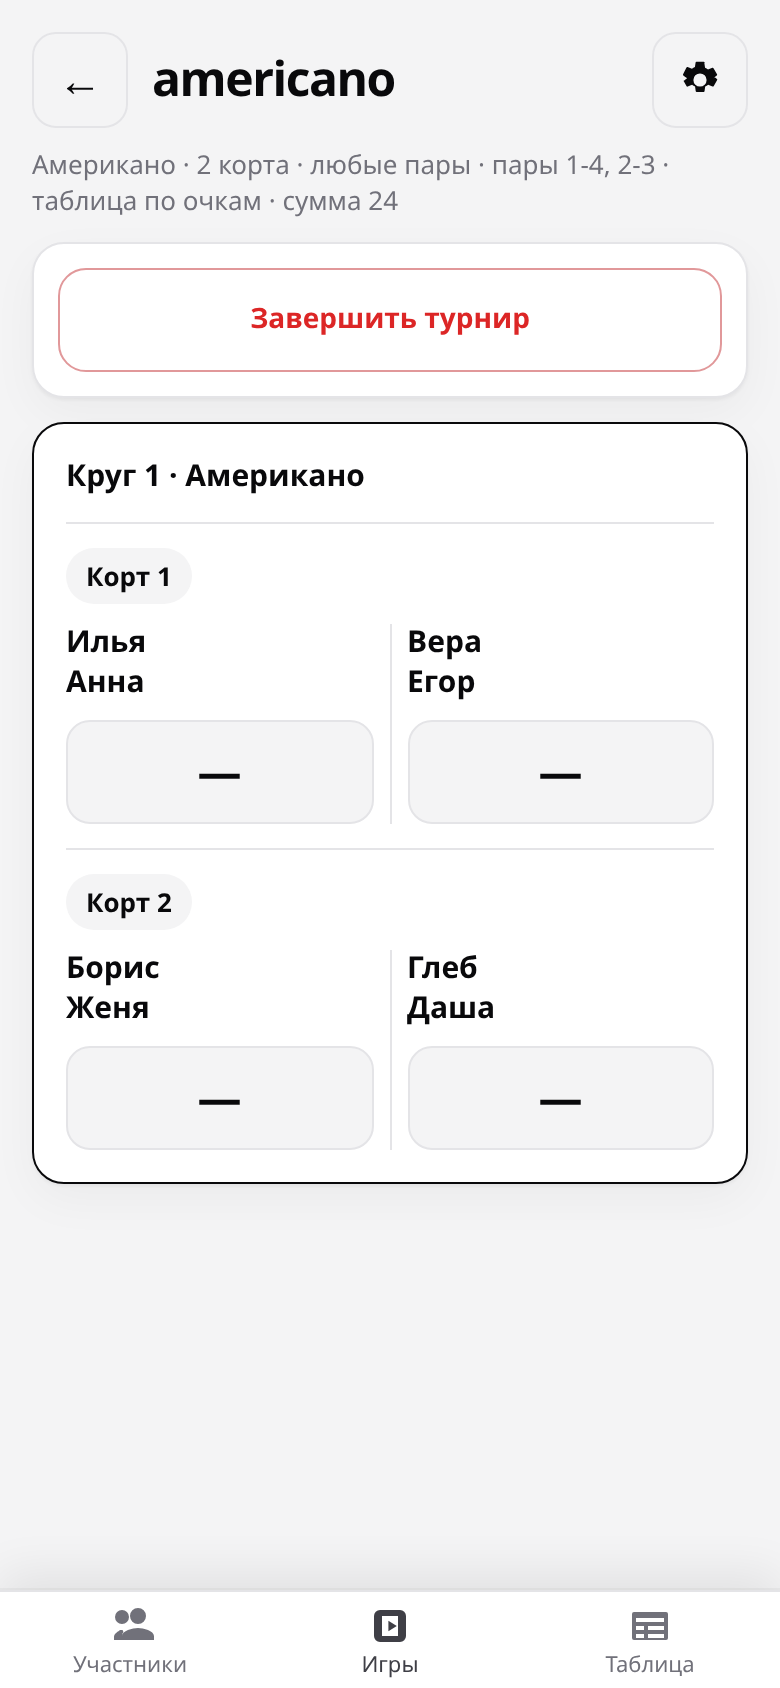 ←
americano
Американо · 2 корта · любые пары · пары 1-4, 2-3 ·
таблица по очкам · сумма 24
Завершить турнир
Круг 1 · Американо
Корт 1
Илья
Анна
Вера
Егор
—
—
Корт 2
Борис
Женя
Глеб
Даша
—
—
Участники
Игры
Таблица